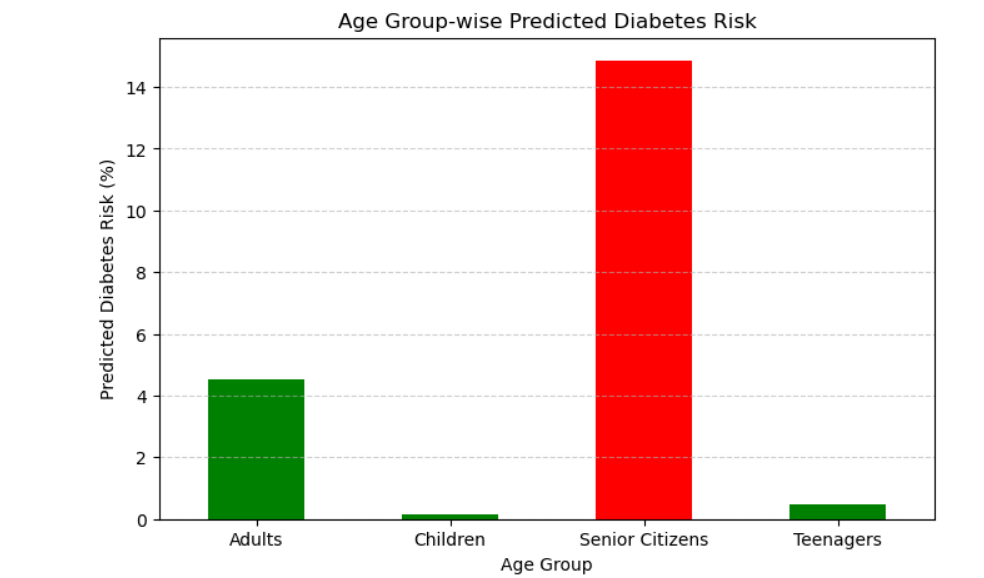 Age Group-wise Predicted Diabetes Risk
Predicted Diabetes Risk (%)
14
12
10
8
6
4
2
0
Adults Children Senior Citizens Teenagers
Age Group